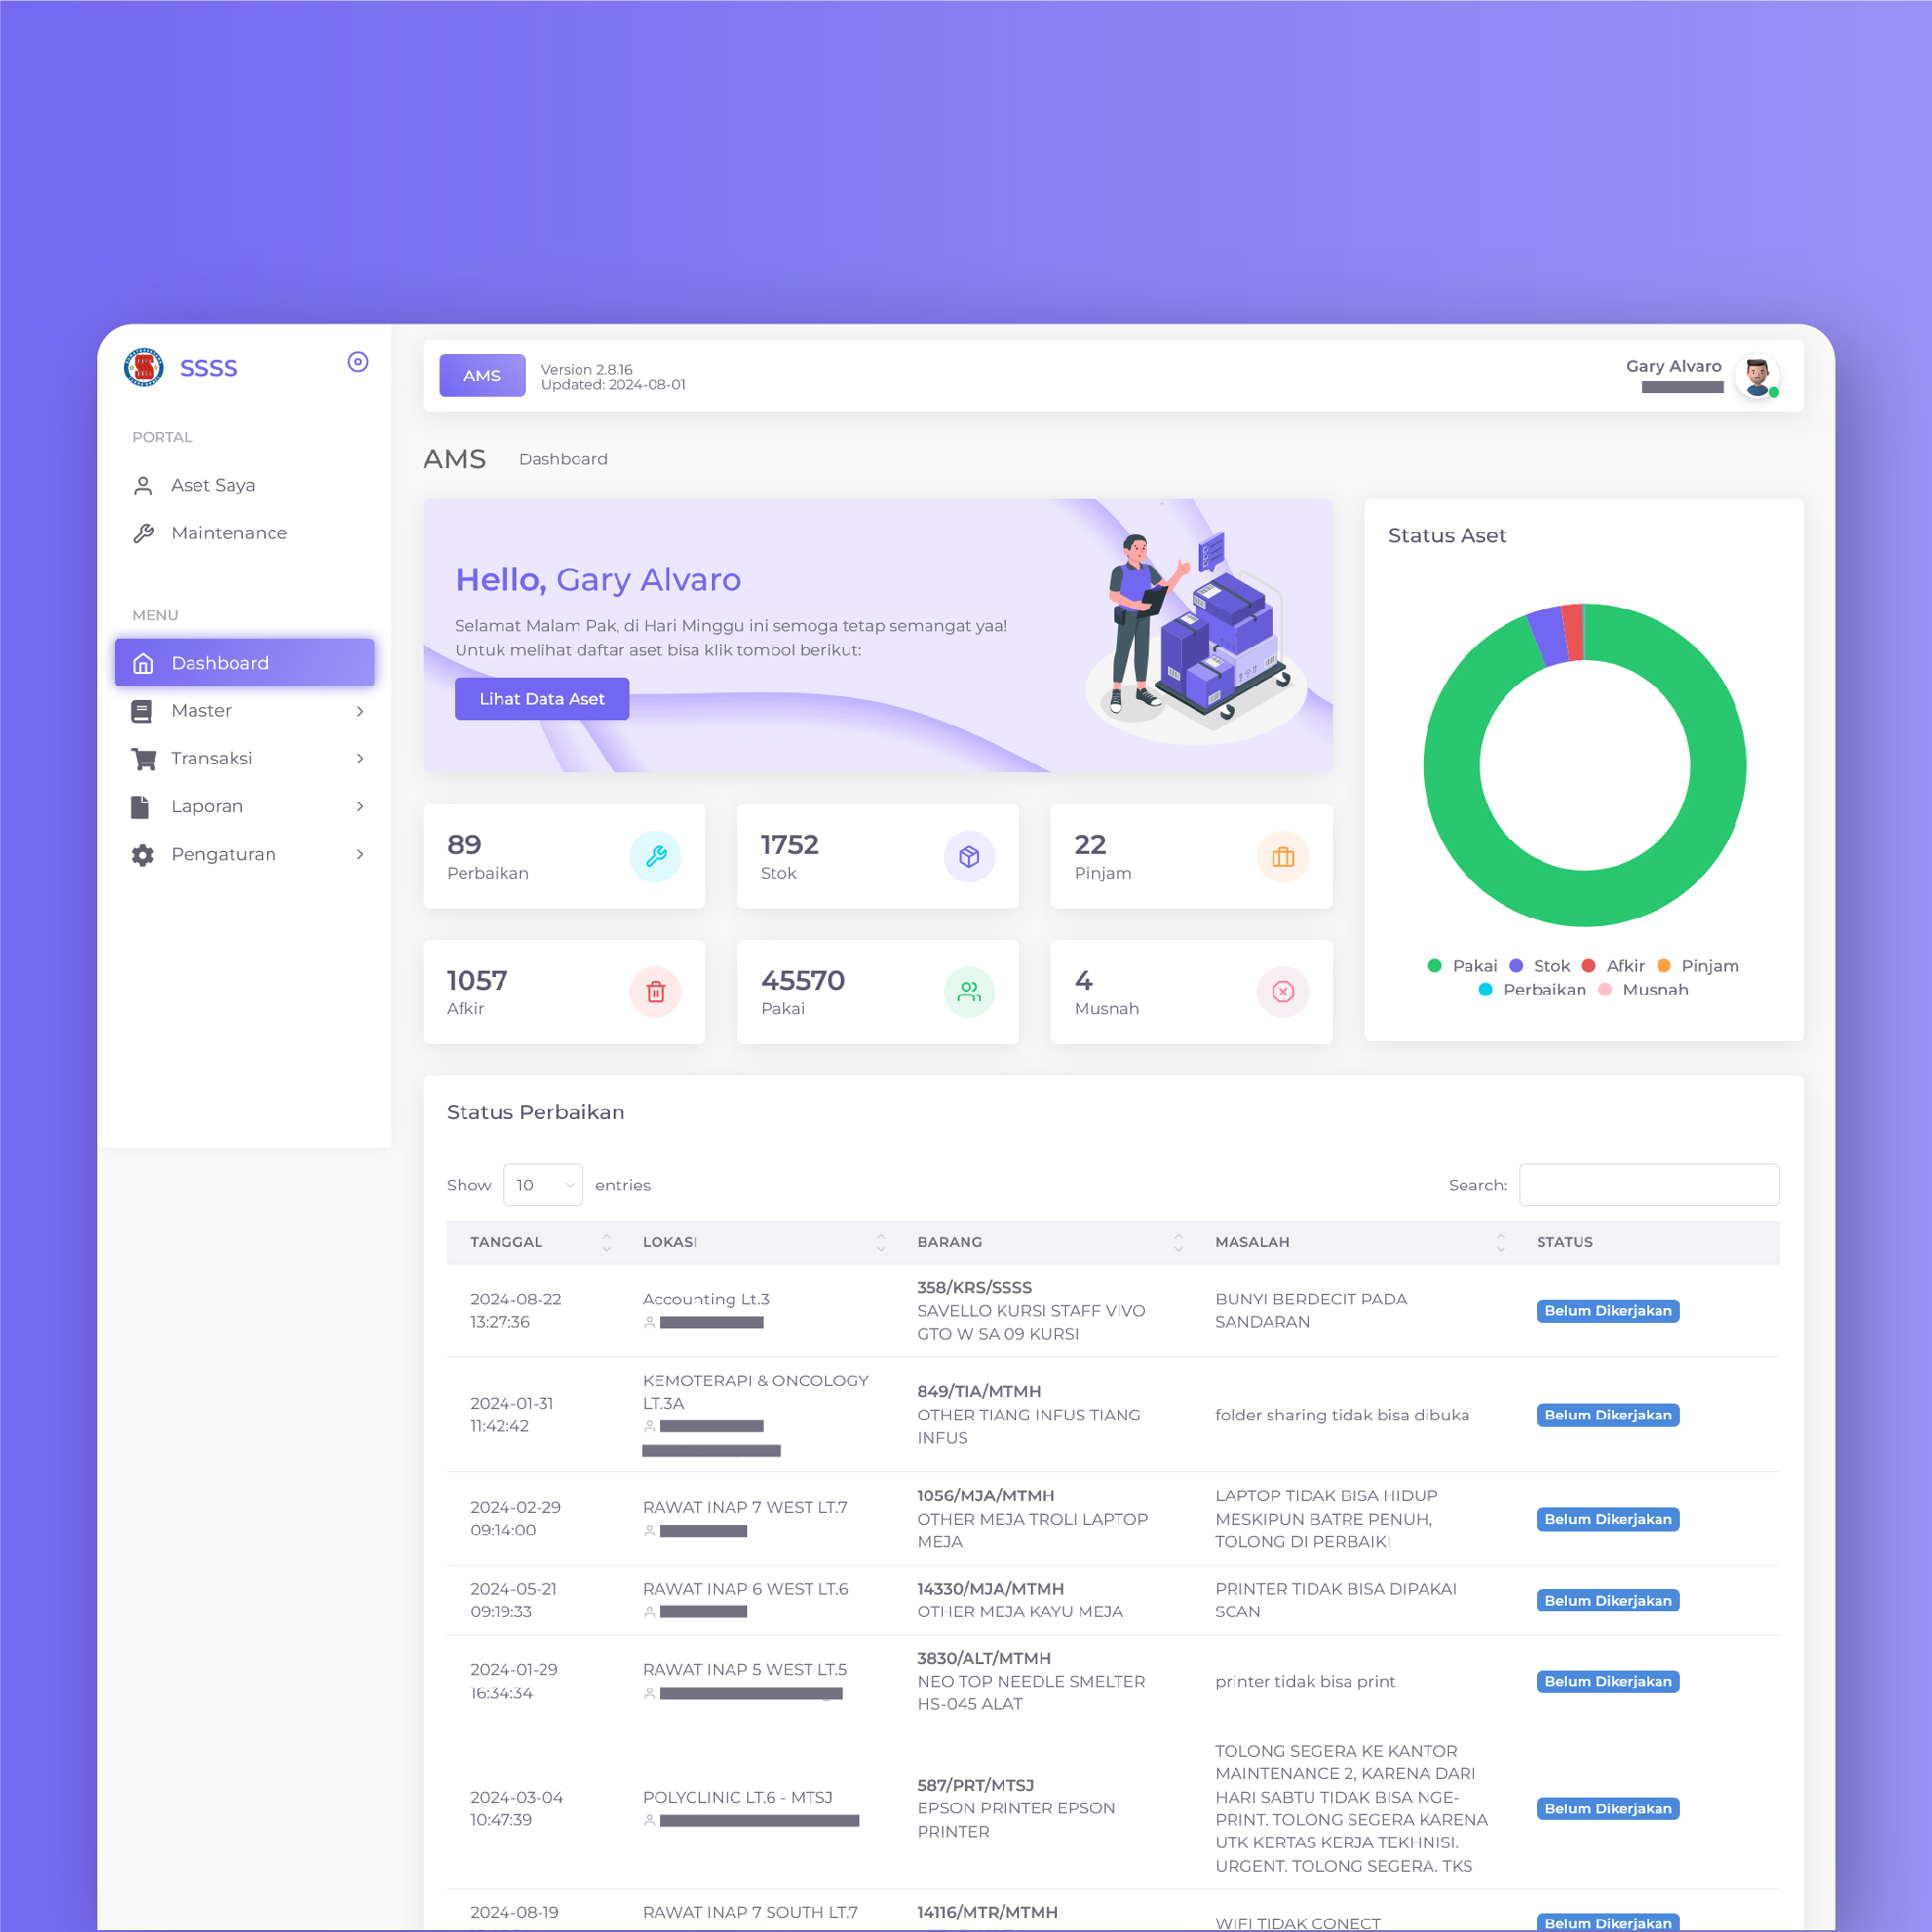 SSSS
PORTAL
Aset Saya
Maintenance
MENU
Dashboard
Master
Transaksi
Laporan
Pengaturan
AMS
Version 2.8.16
Updated: 2024-08-01
Gary Alvaro
AMS Dashboard
Hello, Gary Alvaro
Selamat Malam Pak, di Hari Minggu ini semoga tetap semangat yaa!
Untuk melihat daftar aset bisa klik tombol berikut:
Lihat Data Aset
89
Perbaikan
1752
Stok
22
Pinjam
1057
Afkir
45570
Pakai
4
Musnah
Status Aset
Pakai Stok Afkir Pinjam
Perbaikan Musnah
Status Perbaikan
Show 10 entries
Search:
TANGGAL LOKASI BARANG MASALAH STATUS
2024-08-22
13:27:36
Accounting Lt.3
358/KRS/SSSS
SAVELLO KURSI STAFF VIVO
GTO W SA 09 KURSI
BUNYI BERDECIT PADA
SANDARAN
Belum Dikerjakan
2024-01-31
11:42:42
KEMOTERAPI & ONCOLOGY
LT.3A
849/TIA/MTMH
OTHER TIANG INFUS TIANG
INFUS
folder sharing tidak bisa dibuka
Belum Dikerjakan
2024-02-29
09:14:00
RAWAT INAP 7 WEST LT.7
1056/MJA/MTMH
OTHER MEJA TROLI LAPTOP
MEJA
LAPTOP TIDAK BISA HIDUP
MESKIPUN BATRE PENUH,
TOLONG DI PERBAIKI
Belum Dikerjakan
2024-05-21
09:19:33
RAWAT INAP 6 WEST LT.6
14330/MJA/MTMH
OTHER MEJA KAYU MEJA
PRINTER TIDAK BISA DIPAKAI
SCAN
Belum Dikerjakan
2024-01-29
16:34:34
RAWAT INAP 5 WEST LT.5
3830/ALT/MTMH
NEO TOP NEEDLE SMELTER
HS-045 ALAT
printer tidak bisa print
Belum Dikerjakan
2024-03-04
10:47:39
POLYCLINIC LT.6 - MTSJ
587/PRT/MTSJ
EPSON PRINTER EPSON
PRINTER
TOLONG SEGERA KE KANTOR
MAINTENANCE 2, KARENA DARI
HARI SABTU TIDAK BISA NGE-
PRINT. TOLONG SEGERA KARENA
UTK KERTAS KERJA TEKHNISI.
URGENT. TOLONG SEGERA. TKS
Belum Dikerjakan
2024-08-19
RAWAT INAP 7 SOUTH LT.7
14116/MTR/MTMH
WIFI TIDAK CONECT
Belum Dikerjakan